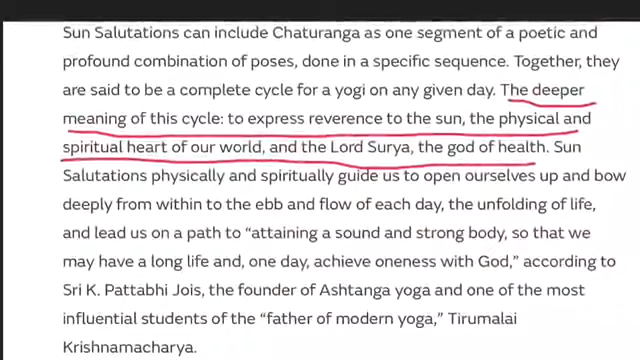 Sun Salutations can include Chaturanga as one segment of a poetic and
profound combination of poses, done in a specific sequence. Together, they
are said to be a complete cycle for a yogi on any given day. The deeper
meaning of this cycle: to express reverence to the sun, the physical and
spiritual heart of our world, and the Lord Surya, the god of health. Sun
Salutations physically and spiritually guide us to open ourselves up and bow
deeply from within to the ebb and flow of each day, the unfolding of life,
and lead us on a path to “attaining a sound and strong body, so that we
may have a long life and, one day, achieve oneness with God,” according to
Sri K. Pattabhi Jois, the founder of Ashtanga yoga and one of the most
influential students of the “father of modern yoga,” Tirumalai
Krishnamacharya.